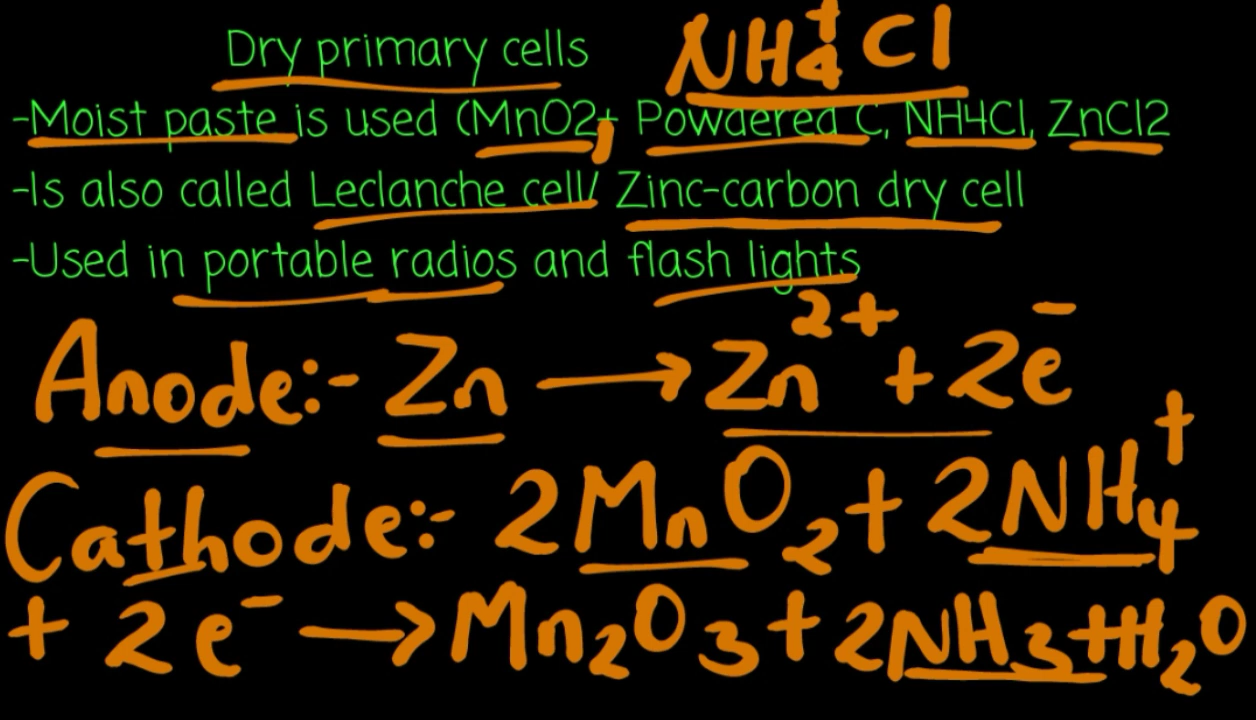 Dry primary cells NH4+Cl
-Moist paste is used (MnO2+ Powdered C, NH4Cl, ZnCl2
-Is also called Leclanche cell/ Zinc-carbon dry cell
-Used in portable radios and flash lights
Anode:- Zn → Zn²⁺ + 2e⁻
Cathode:- 2MnO₂ + 2NH₄⁺
+ 2e⁻ → Mn₂O₃ + 2NH₃ + H₂O